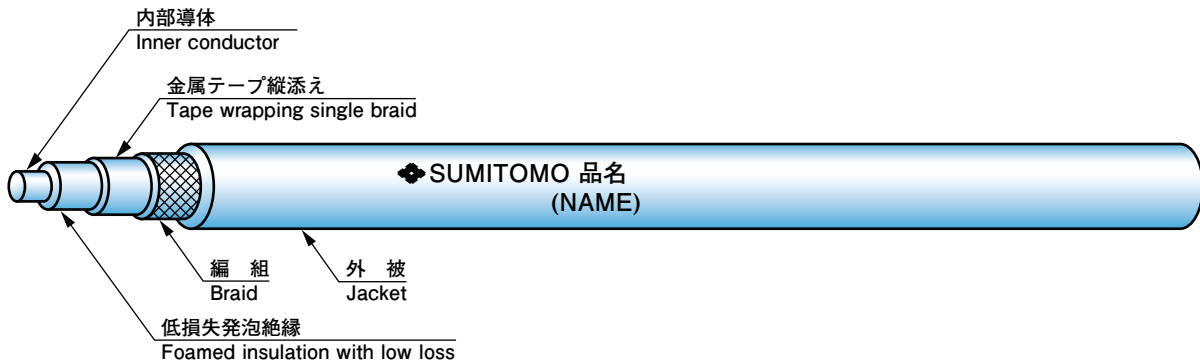 内部導体
Inner conductor
金属テープ縦添え
Tape wrapping single braid
SUMITOMO 品名
(NAME)
編 組
Braid
外 被
Jacket
低損失発泡絶縁
Foamed insulation with low loss